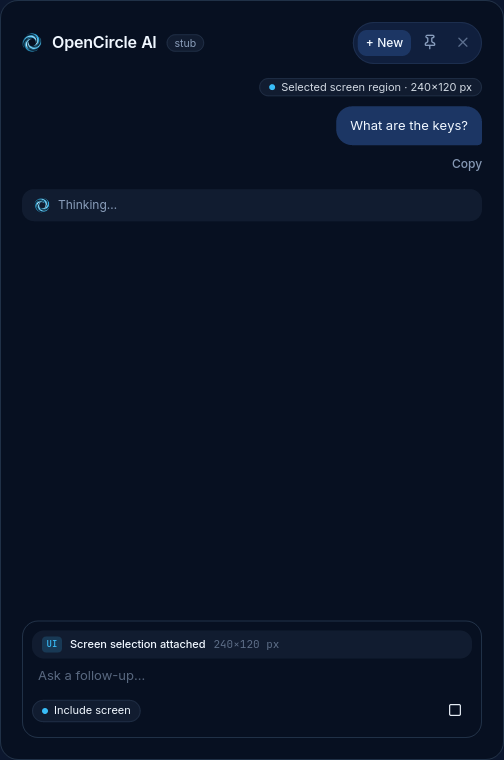 OpenCircle AI stub + New
Selected screen region · 240×120 px
What are the keys?
Copy
Thinking...
UI Screen selection attached 240×120 px
Ask a follow-up...
Include screen